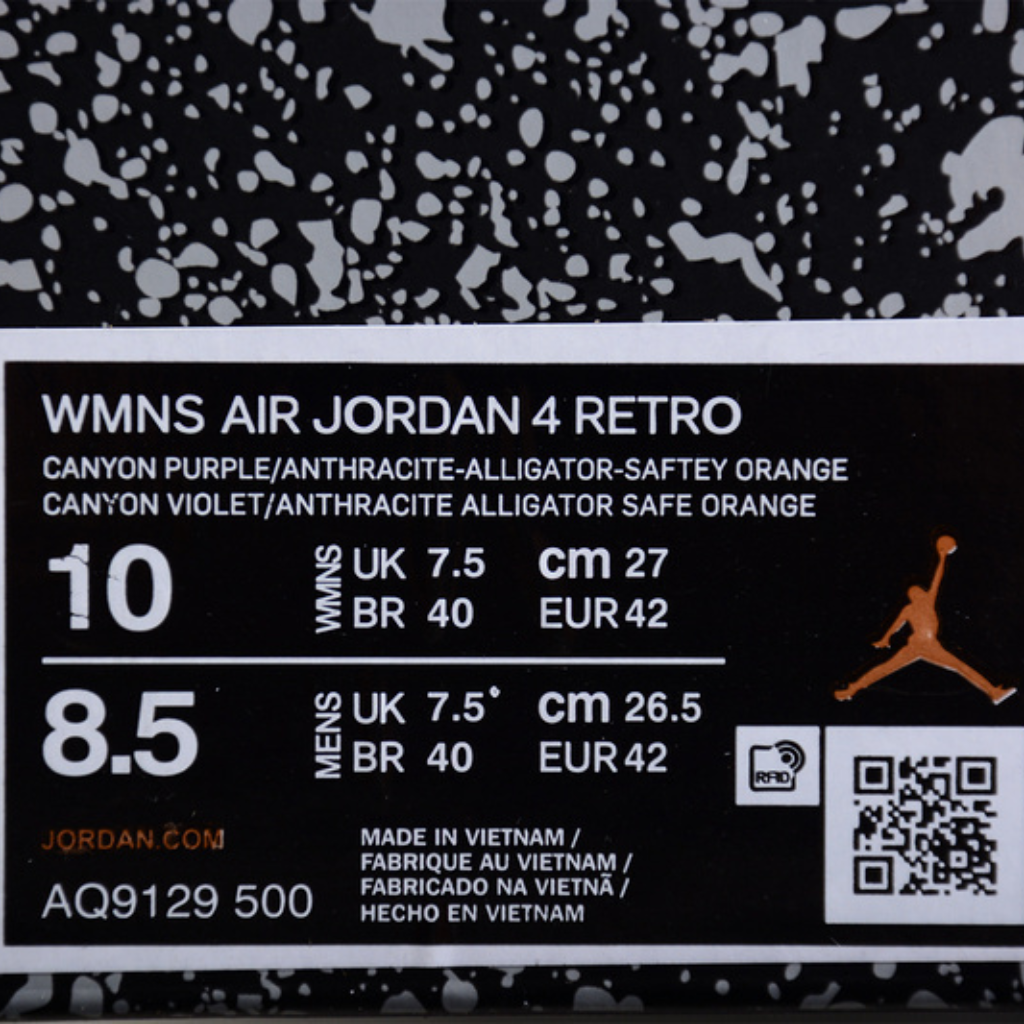 WMNS AIR JORDAN 4 RETRO
CANYON PURPLE/ANTHRACITE-ALLIGATOR-SAFTEY ORANGE
CANYON VIOLET/ANTHRACITE ALLIGATOR SAFE ORANGE
10 WMNS UK 7.5 cm 27
BR 40 EUR 42
8.5 MENS UK 7.5 cm 26.5
BR 40 EUR 42
RFID
JORDAN.COM
AQ9129 500
MADE IN VIETNAM /
FABRIQUE AU VIETNAM /
FABRICADO NA VIETNÃ /
HECHO EN VIETNAM